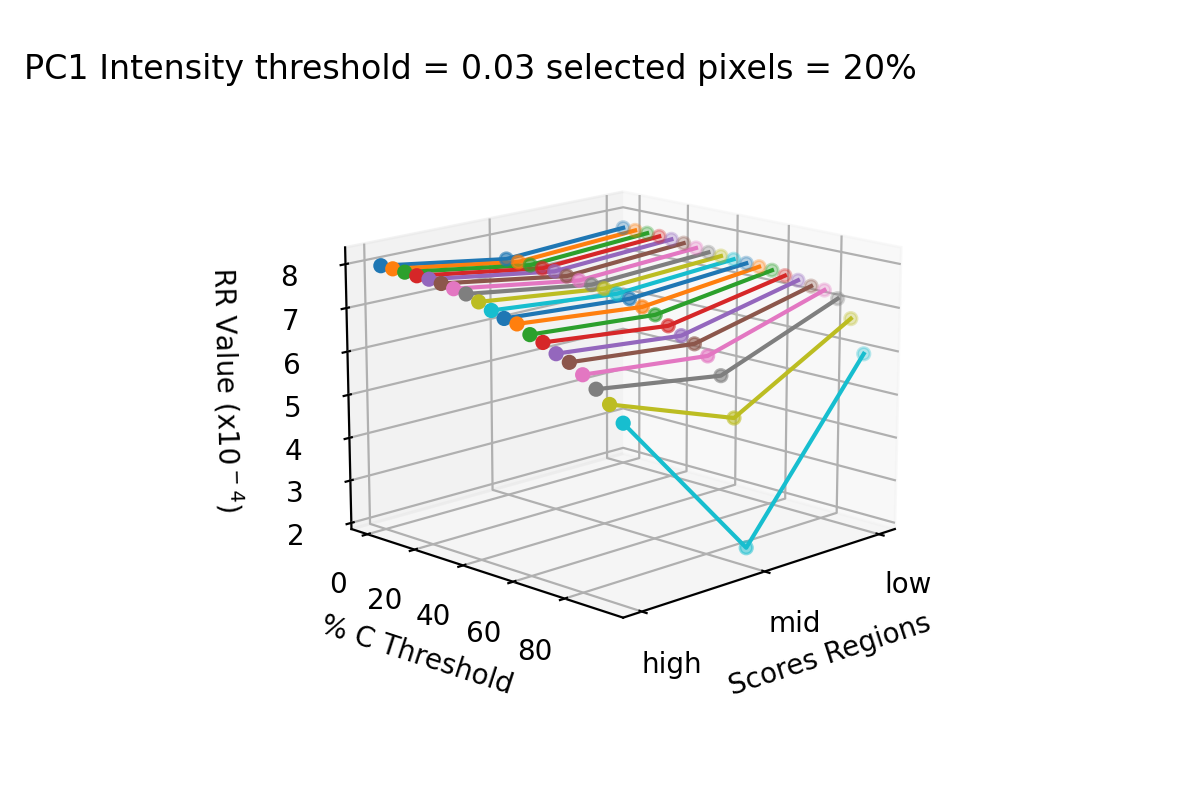 PC1 Intensity threshold = 0.03 selected pixels = 20%
RR Value (x10⁻⁴)
8
7
6
5
4
3
2
0
20
40
60
80
% C Threshold
high
mid
low
Scores Regions